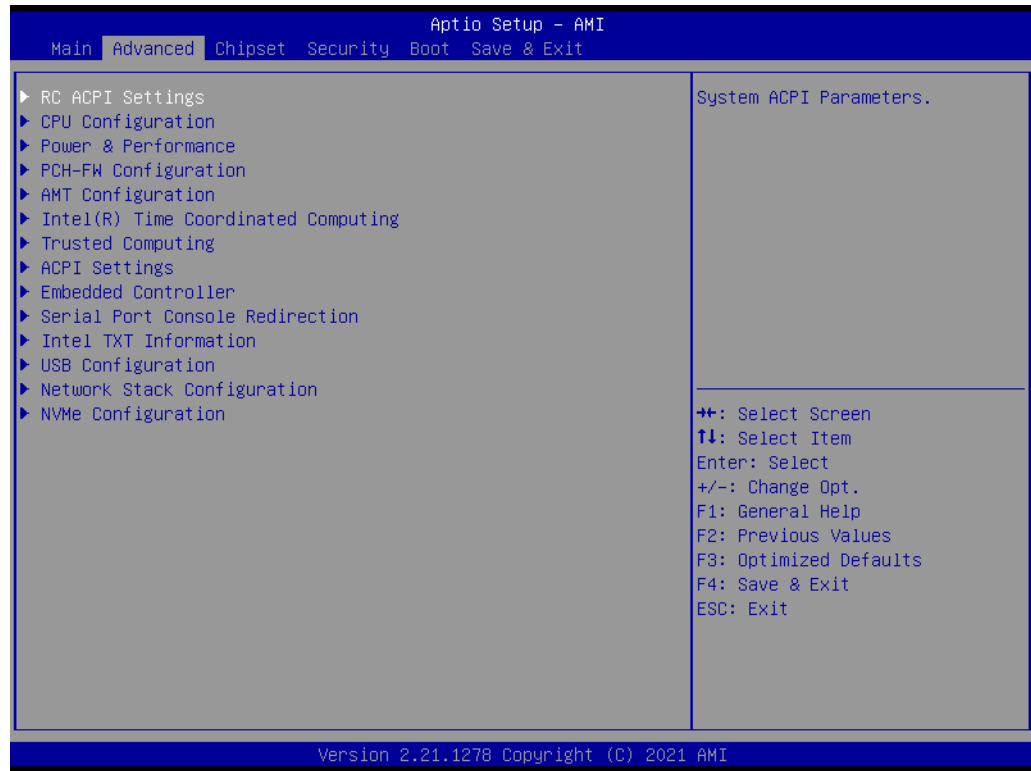 Aptio Setup - AMI
Main Advanced Chipset Security Boot Save & Exit
RC ACPI Settings
CPU Configuration
Power & Performance
PCH-FW Configuration
AMT Configuration
Intel(R) Time Coordinated Computing
Trusted Computing
ACPI Settings
Embedded Controller
Serial Port Console Redirection
Intel TXT Information
USB Configuration
Network Stack Configuration
NVMe Configuration
System ACPI Parameters.
→←: Select Screen
↑↓: Select Item
Enter: Select
+/-: Change Opt.
F1: General Help
F2: Previous Values
F3: Optimized Defaults
F4: Save & Exit
ESC: Exit
Version 2.21.1278 Copyright (C) 2021 AMI